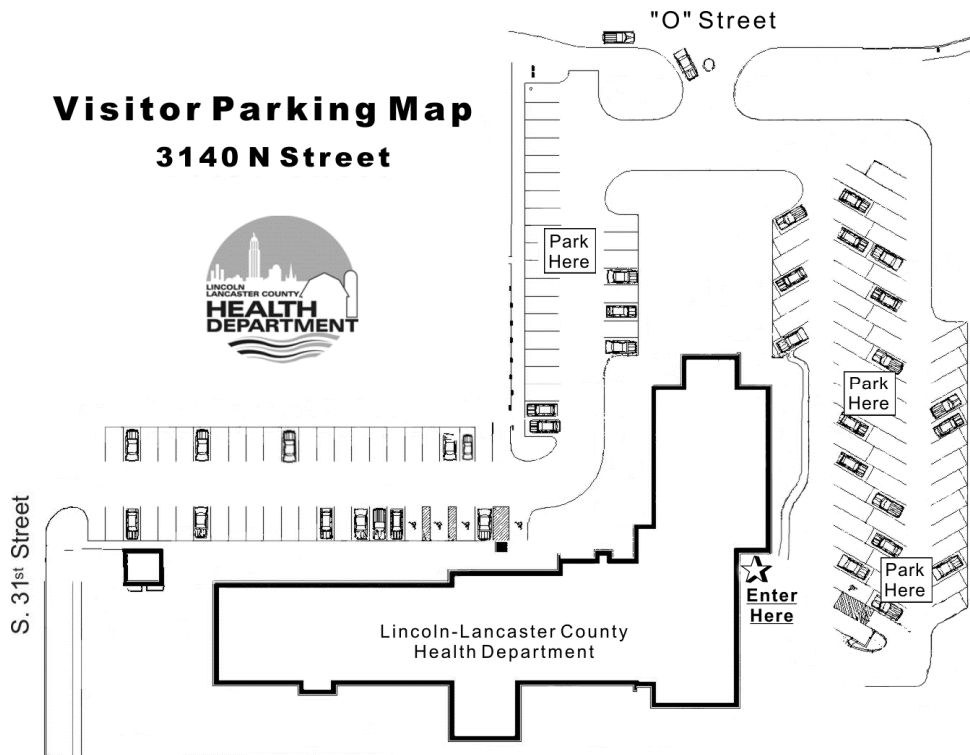 "O" Street
Visitor Parking Map
3140 N Street
LINCOLN
LANCASTER COUNTY
HEALTH
DEPARTMENT
Park
Here
Park
Here
S. 31st Street
Park
Here
Enter
Here
Lincoln-Lancaster County
Health Department